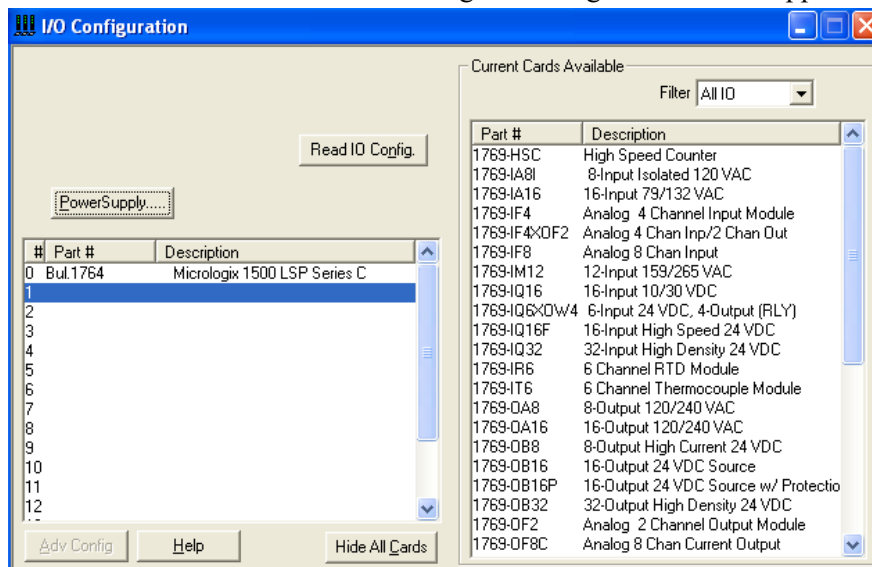 I/O Configuration
Current Cards Available
Filter All IO
Read IO Config.
PowerSupply.....
# Part # Description
0 Bul.1764 Micrologix 1500 LSP Series C
1
2
3
4
5
6
7
8
9
10
11
12
Adv Config Help Hide All Cards
Part # Description
1769-HSC High Speed Counter
1769-IA8I 8-Input Isolated 120 VAC
1769-IA16 16-Input 79/132 VAC
1769-IF4 Analog 4 Channel Input Module
1769-IF4XOF2 Analog 4 Chan Inp/2 Chan Out
1769-IF8 Analog 8 Chan Input
1769-IM12 12-Input 159/265 VAC
1769-IQ16 16-Input 10/30 VDC
1769-IQ6XOW4 6-Input 24 VDC, 4-Output (RLY)
1769-IQ16F 16-Input High Speed 24 VDC
1769-IQ32 32-Input High Density 24 VDC
1769-IR6 6 Channel RTD Module
1769-IT6 6 Channel Thermocouple Module
1769-OA8 8-Output 120/240 VAC
1769-OA16 16-Output 120/240 VAC
1769-OB8 8-Output High Current 24 VDC
1769-OB16 16-Output 24 VDC Source
1769-OB16P 16-Output 24 VDC Source w/ Protectio
1769-OB32 32-Output High Density 24 VDC
1769-OF2 Analog 2 Channel Output Module
1769-OF8C Analog 8 Chan Current Output